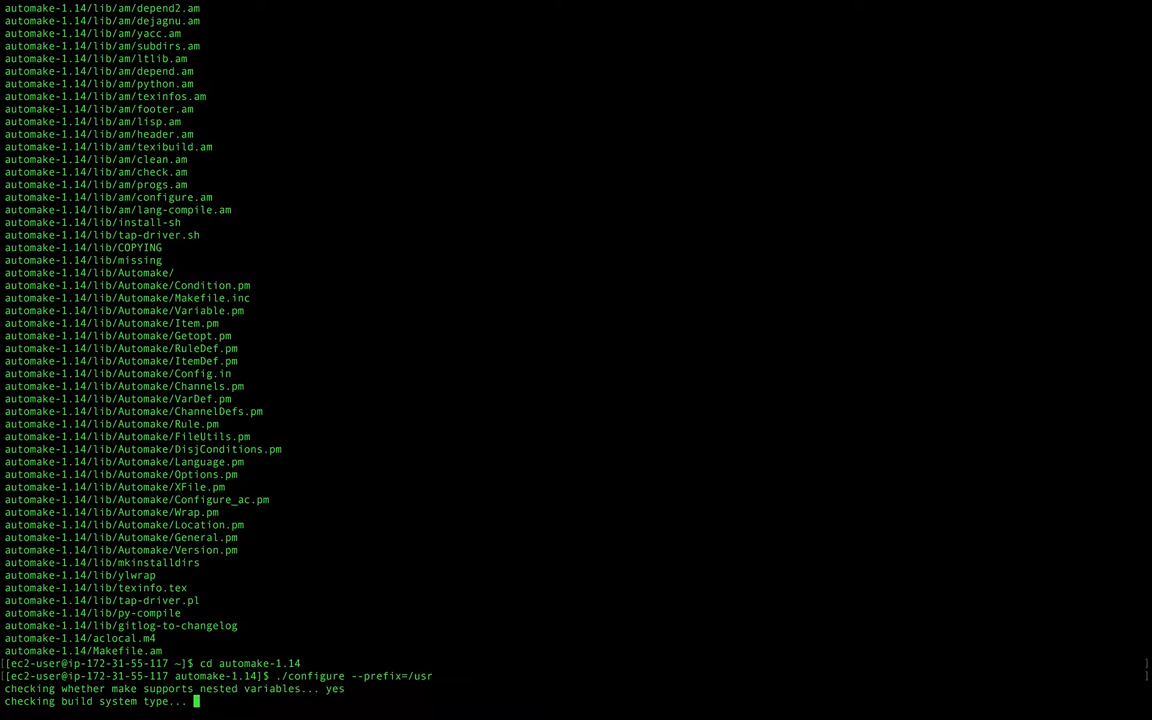 automake-1.14/lib/am/depend2.am
automake-1.14/lib/am/dejagnu.am
automake-1.14/lib/am/yacc.am
automake-1.14/lib/am/subdirs.am
automake-1.14/lib/am/ltlib.am
automake-1.14/lib/am/depend.am
automake-1.14/lib/am/python.am
automake-1.14/lib/am/texinfos.am
automake-1.14/lib/am/footer.am
automake-1.14/lib/am/lisp.am
automake-1.14/lib/am/header.am
automake-1.14/lib/am/texibuild.am
automake-1.14/lib/am/clean.am
automake-1.14/lib/am/check.am
automake-1.14/lib/am/progs.am
automake-1.14/lib/am/configure.am
automake-1.14/lib/am/lang-compile.am
automake-1.14/lib/install-sh
automake-1.14/lib/tap-driver.sh
automake-1.14/lib/COPYING
automake-1.14/lib/missing
automake-1.14/lib/Automake/
automake-1.14/lib/Automake/Condition.pm
automake-1.14/lib/Automake/Makefile.inc
automake-1.14/lib/Automake/Variable.pm
automake-1.14/lib/Automake/Item.pm
automake-1.14/lib/Automake/Getopt.pm
automake-1.14/lib/Automake/RuleDef.pm
automake-1.14/lib/Automake/ItemDef.pm
automake-1.14/lib/Automake/Config.in
automake-1.14/lib/Automake/Channels.pm
automake-1.14/lib/Automake/VarDef.pm
automake-1.14/lib/Automake/ChannelDefs.pm
automake-1.14/lib/Automake/Rule.pm
automake-1.14/lib/Automake/FileUtils.pm
automake-1.14/lib/Automake/DisjConditions.pm
automake-1.14/lib/Automake/Language.pm
automake-1.14/lib/Automake/Options.pm
automake-1.14/lib/Automake/XFile.pm
automake-1.14/lib/Automake/Configure_ac.pm
automake-1.14/lib/Automake/Wrap.pm
automake-1.14/lib/Automake/Location.pm
automake-1.14/lib/Automake/General.pm
automake-1.14/lib/Automake/Version.pm
automake-1.14/lib/mkinstalldirs
automake-1.14/lib/ylwrap
automake-1.14/lib/texinfo.tex
automake-1.14/lib/tap-driver.pl
automake-1.14/lib/py-compile
automake-1.14/lib/gitlog-to-changelog
automake-1.14/aclocal.m4
automake-1.14/Makefile.am
[[ec2-user@ip-172-31-55-117 ~]$ cd automake-1.14 ]
[[ec2-user@ip-172-31-55-117 automake-1.14]$ ./configure --prefix=/usr ]
checking whether make supports nested variables... yes
checking build system type...